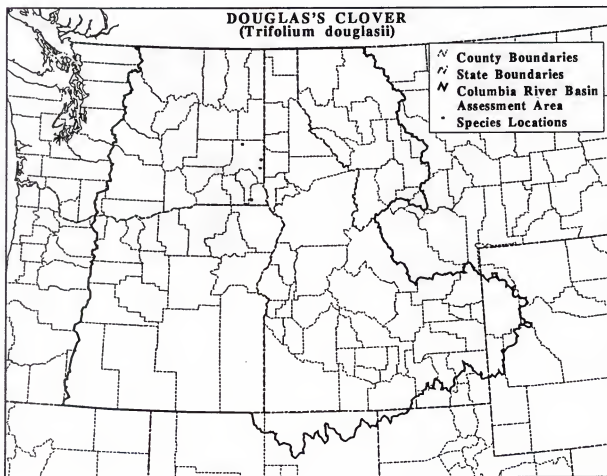 DOUGLAS'S CLOVER
(Trifolium douglasii)
County Boundaries
State Boundaries
Columbia River Basin
Assessment Area
Species Locations